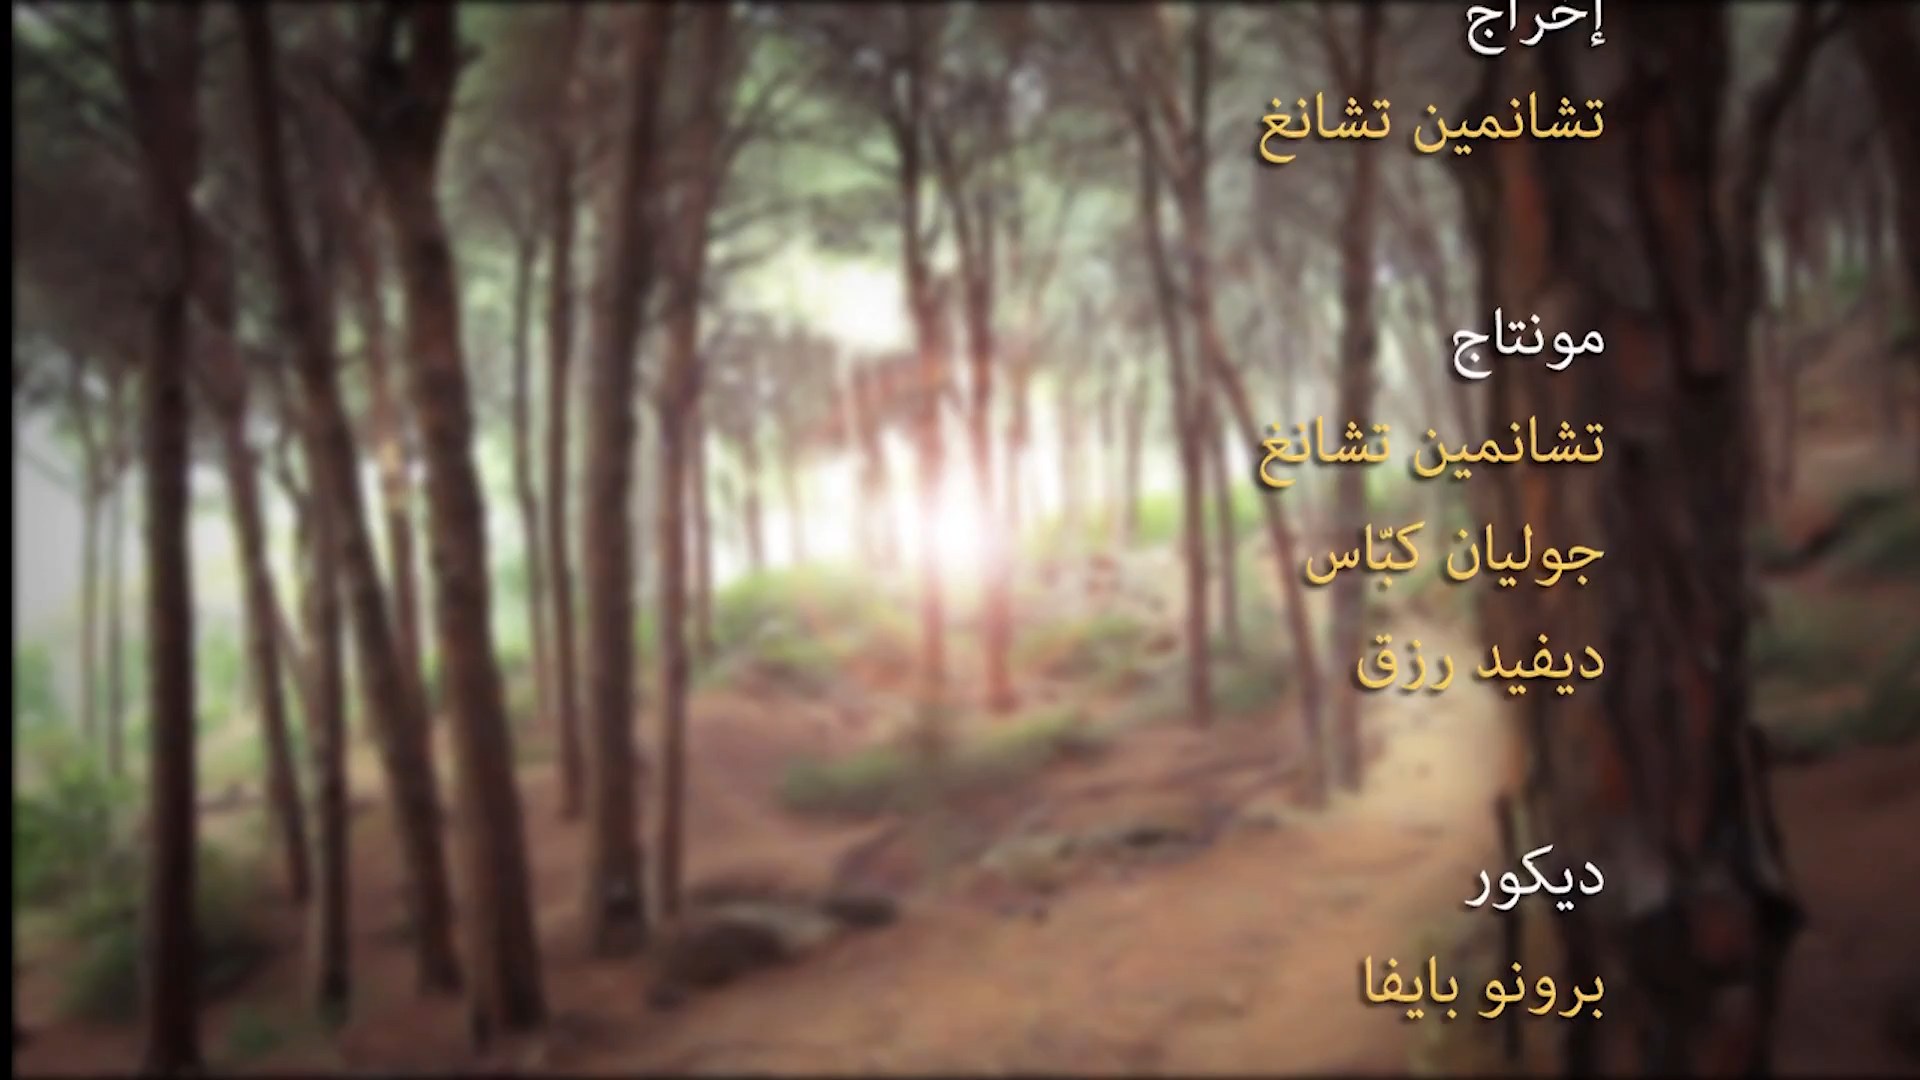 إخراج
تشانمين تشانغ
مونتاج
تشانمين تشانغ
جوليان كبّاس
ديفيد رزق
ديكور
برونو بايفا